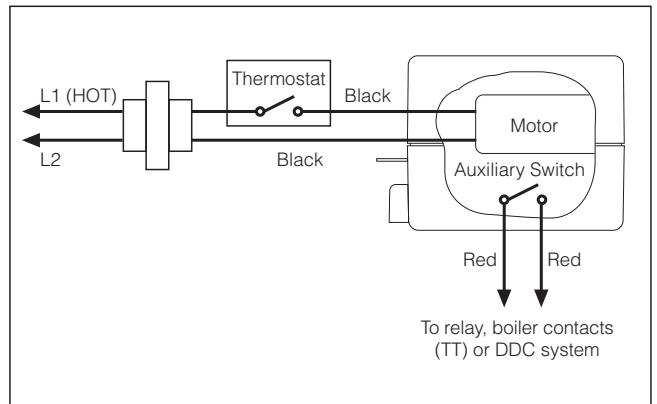 L1 (HOT)
Thermostat
Black
Motor
L2
Black
Auxiliary Switch
Red
Red
To relay, boiler contacts
(TT) or DDC system